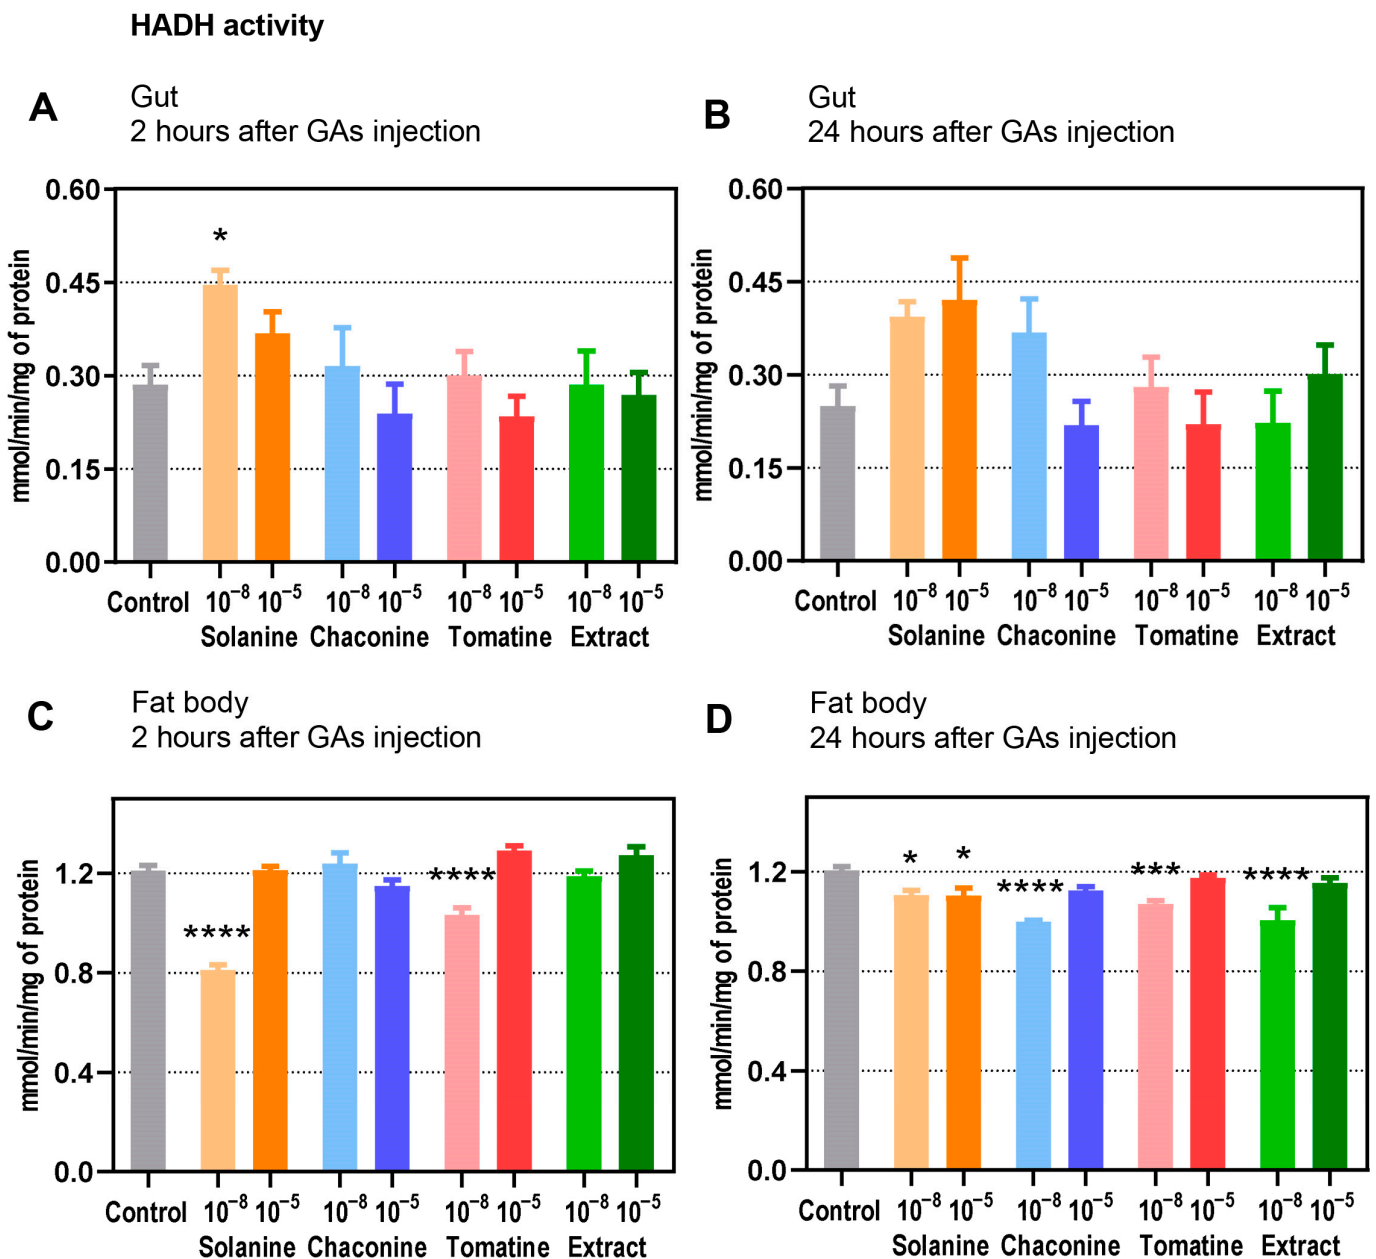 HADH activity
A
Gut
2 hours after GAs injection
mmol/min/mg of protein
0.60
0.45
0.30
0.15
0.00
*
Control 10⁻⁸ 10⁻⁵ 10⁻⁸ 10⁻⁵ 10⁻⁸ 10⁻⁵ 10⁻⁸ 10⁻⁵
Solanine Chaconine Tomatine Extract
B
Gut
24 hours after GAs injection
mmol/min/mg of protein
0.60
0.45
0.30
0.15
0.00
Control 10⁻⁸ 10⁻⁵ 10⁻⁸ 10⁻⁵ 10⁻⁸ 10⁻⁵ 10⁻⁸ 10⁻⁵
Solanine Chaconine Tomatine Extract
C
Fat body
2 hours after GAs injection
mmol/min/mg of protein
1.2
0.8
0.4
0.0
**** ****
Control 10⁻⁸ 10⁻⁵ 10⁻⁸ 10⁻⁵ 10⁻⁸ 10⁻⁵ 10⁻⁸ 10⁻⁵
Solanine Chaconine Tomatine Extract
D
Fat body
24 hours after GAs injection
mmol/min/mg of protein
1.2
0.8
0.4
0.0
* * **** *** ****
Control 10⁻⁸ 10⁻⁵ 10⁻⁸ 10⁻⁵ 10⁻⁸ 10⁻⁵ 10⁻⁸ 10⁻⁵
Solanine Chaconine Tomatine Extract